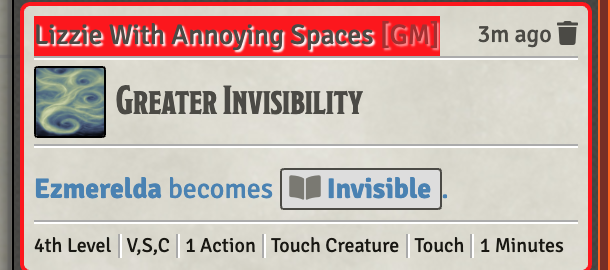 Lizzie With Annoying Spaces [GM] 3m ago
Greater Invisibility
Ezmerelda becomes Invisible.
4th Level | V,S,C | 1 Action | Touch Creature | Touch | 1 Minutes